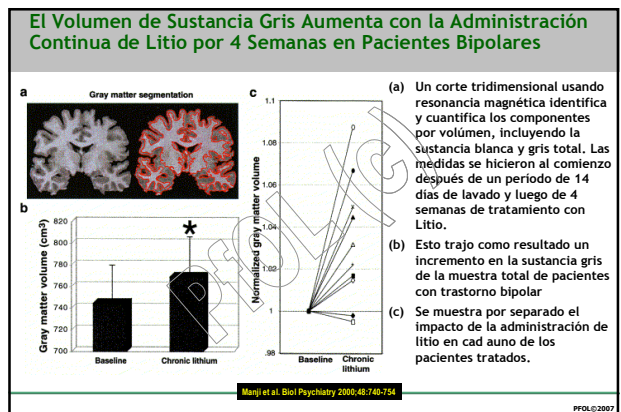 El Volumen de Sustancia Gris Aumenta con la Administración
Continua de Litio por 4 Semanas en Pacientes Bipolares
a
Gray matter segmentation
b
Gray matter volume (cm³)
820
800
780
760
740
720
700
*
Baseline
Chronic lithium
c
Normalized gray matter volume
1.1
1.08
1.06
1.04
1.02
1
.98
Baseline
Chronic
lithium
(a) Un corte tridimensional usando
resonancia magnética identifica
y cuantifica los componentes
por volúmen, incluyendo la
sustancia blanca y gris total. Las
medidas se hicieron al comienzo
después de un período de 14
dias de lavado y luego de 4
semanas de tratamiento con
Litio.
(b) Esto trajo como resultado un
incremento en la sustancia gris
de la muestra total de pacientes
con trastorno bipolar
(c) Se muestra por separado el
impacto de la administración de
litio en cad auno de los
pacientes tratados.
PfOL (c)
Manji et al. Biol Psychiatry 2000;48:740-754
PFOL©2007